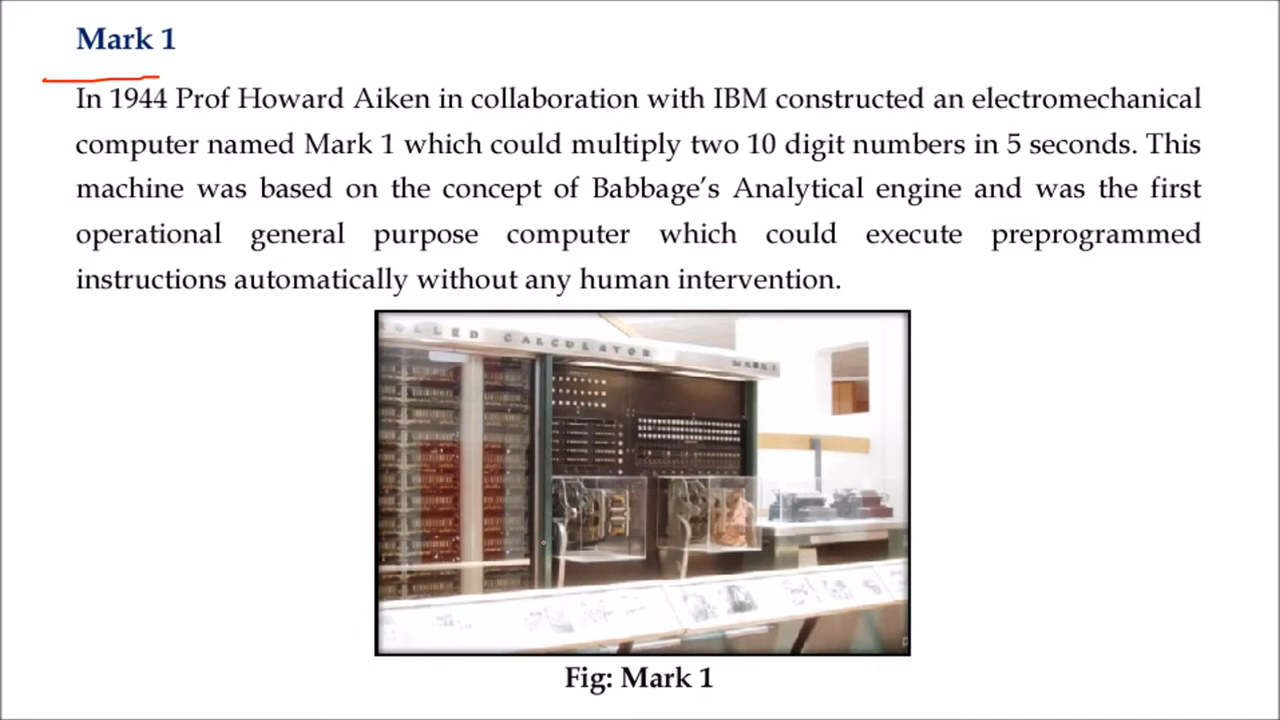 Mark 1
In 1944 Prof Howard Aiken in collaboration with IBM constructed an electromechanical
computer named Mark 1 which could multiply two 10 digit numbers in 5 seconds. This
machine was based on the concept of Babbage’s Analytical engine and was the first
operational general purpose computer which could execute preprogrammed
instructions automatically without any human intervention.
CALCULATOR
Fig: Mark 1